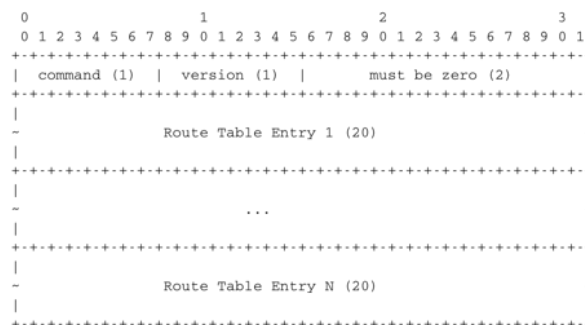 0                   1                   2                   3
0 1 2 3 4 5 6 7 8 9 0 1 2 3 4 5 6 7 8 9 0 1 2 3 4 5 6 7 8 9 0 1
+-+-+-+-+-+-+-+-+-+-+-+-+-+-+-+-+-+-+-+-+-+-+-+-+-+-+-+-+-+-+-+-
|  command (1)  |  version (1)  |       must be zero (2)
+-+-+-+-+-+-+-+-+-+-+-+-+-+-+-+-+-+-+-+-+-+-+-+-+-+-+-+-+-+-+-+-
|
~                Route Table Entry 1 (20)
|
+-+-+-+-+-+-+-+-+-+-+-+-+-+-+-+-+-+-+-+-+-+-+-+-+-+-+-+-+-+-+-+-
|
~                         ...
|
+-+-+-+-+-+-+-+-+-+-+-+-+-+-+-+-+-+-+-+-+-+-+-+-+-+-+-+-+-+-+-+-
|
~                Route Table Entry N (20)
|
+-+-+-+-+-+-+-+-+-+-+-+-+-+-+-+-+-+-+-+-+-+-+-+-+-+-+-+-+-+-+-+-